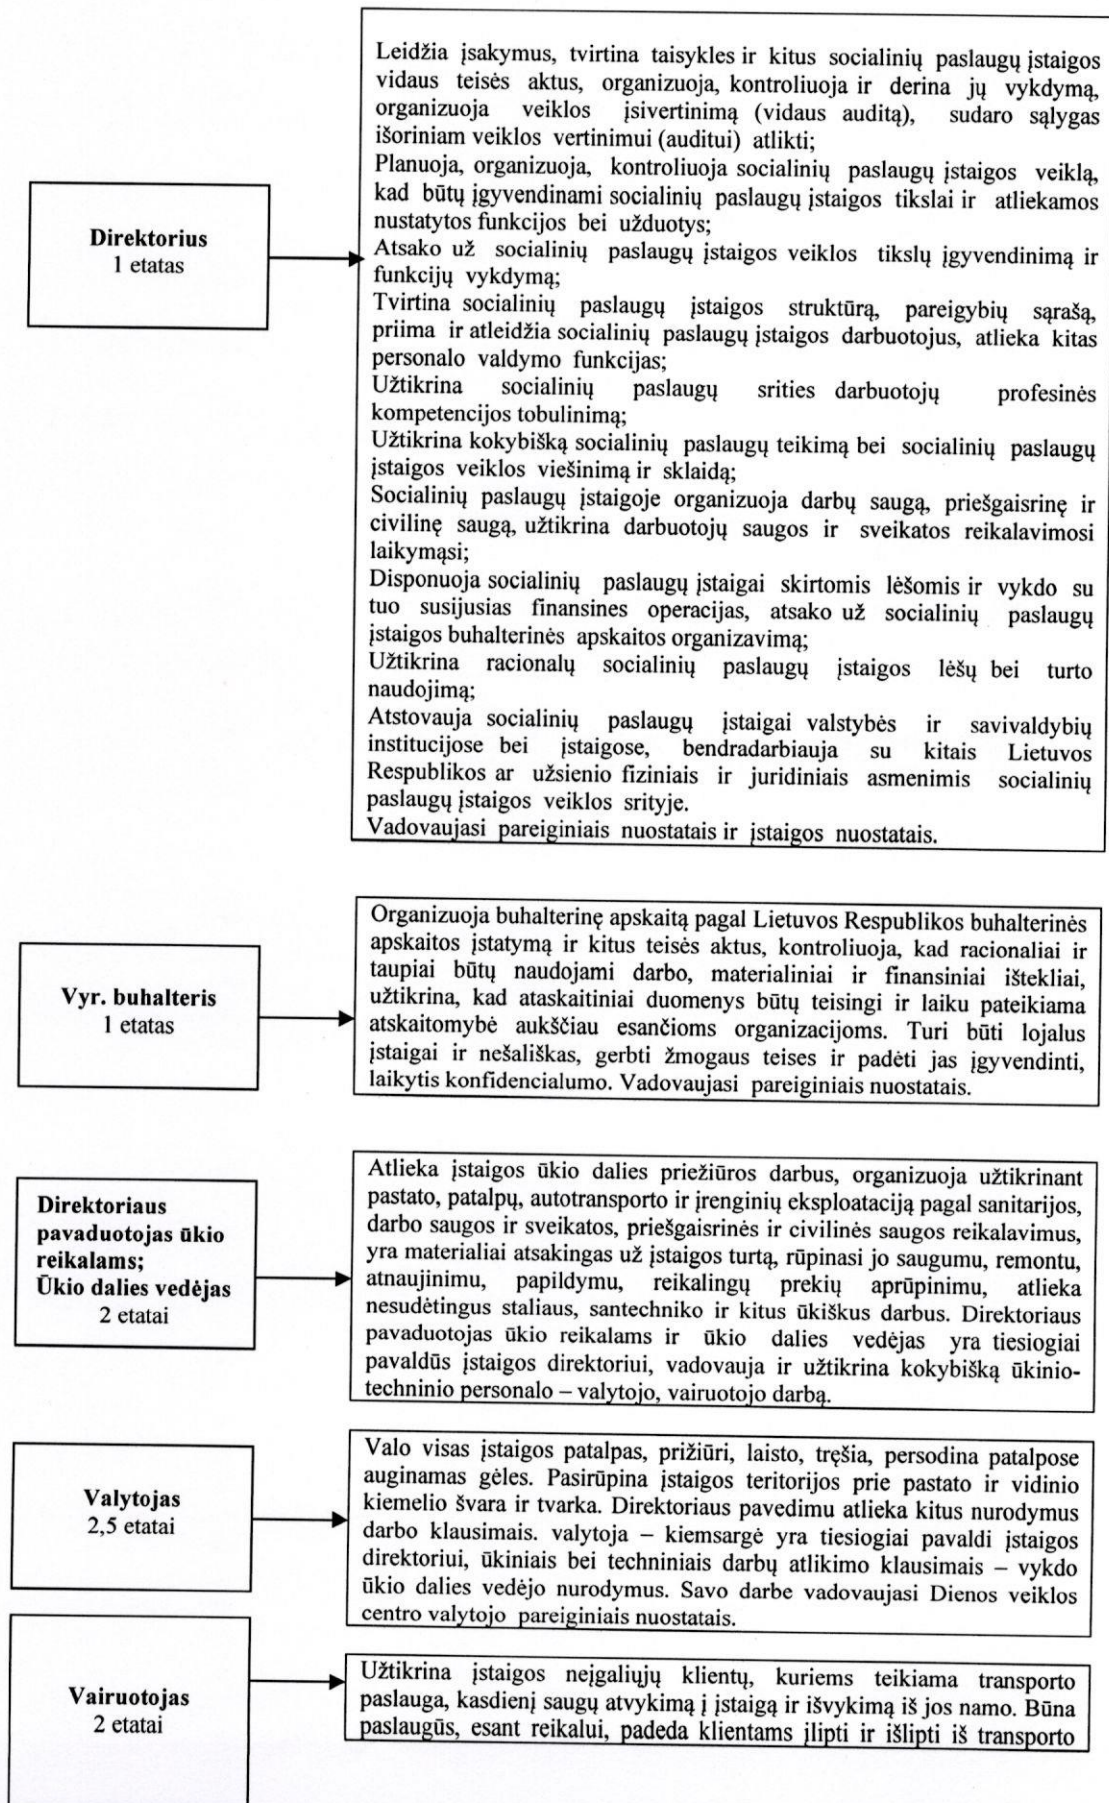 Direktorius
1 etatas
Leidžia įsakymus, tvirtina taisykles ir kitus socialinių paslaugų įstaigos
vidaus teisės aktus, organizuoja, kontroliuoja ir derina jų vykdymą,
organizuoja veiklos įsivertinimą (vidaus auditą), sudaro sąlygas
išoriniam veiklos vertinimui (auditui) atlikti;
Planuoja, organizuoja, kontroliuoja socialinių paslaugų įstaigos veiklą,
kad būtų įgyvendinami socialinių paslaugų įstaigos tikslai ir atliekamos
nustatytos funkcijos bei užduotys;
Atsako už socialinių paslaugų įstaigos veiklos tikslų įgyvendinimą ir
funkcijų vykdymą;
Tvirtina socialinių paslaugų įstaigos struktūrą, pareigybių sąrašą,
priima ir atleidžia socialinių paslaugų įstaigos darbuotojus, atlieka kitas
personalo valdymo funkcijas;
Užtikrina socialinių paslaugų srities darbuotojų profesinės
kompetencijos tobulinimą;
Užtikrina kokybišką socialinių paslaugų teikimą bei socialinių paslaugų
įstaigos veiklos viešinimą ir sklaidą;
Socialinių paslaugų įstaigoje organizuoja darbų saugą, priešgaisrinę ir
civilinę saugą, užtikrina darbuotojų saugos ir sveikatos reikalavimosi
laikymąsi;
Disponuoja socialinių paslaugų įstaigai skirtomis lėšomis ir vykdo su
tuo susijusias finansines operacijas, atsako už socialinių paslaugų
įstaigos buhalterinės apskaitos organizavimą;
Užtikrina racionalų socialinių paslaugų įstaigos lėšų bei turto
naudojimą;
Atstovauja socialinių paslaugų įstaigai valstybės ir savivaldybių
institucijose bei įstaigose, bendradarbiauja su kitais Lietuvos
Respublikos ar užsienio fiziniais ir juridiniais asmenimis socialinių
paslaugų įstaigos veiklos srityje.
Vadovaujasi pareiginiais nuostatais ir įstaigos nuostatais.
Vyr. buhalteris
1 etatas
Organizuoja buhalterinę apskaitą pagal Lietuvos Respublikos buhalterinės
apskaitos įstatymą ir kitus teisės aktus, kontroliuoja, kad racionaliai ir
taupiai būtų naudojami darbo, materialiniai ir finansiniai ištekliai,
užtikrina, kad ataskaitiniai duomenys būtų teisingi ir laiku pateikiama
atskaitomybė aukščiau esančioms organizacijoms. Turi būti lojalus
įstaigai ir nešališkas, gerbti žmogaus teises ir padėti jas įgyvendinti,
laikytis konfidencialumo. Vadovaujasi pareiginiais nuostatais.
Direktoriaus
pavaduotojas ūkio
reikalams;
Ūkio dalies vedėjas
2 etatai
Atlieka įstaigos ūkio dalies priežiūros darbus, organizuoja užtikrinant
pastato, patalpų, autotransporto ir įrenginių eksploataciją pagal sanitarijos,
darbo saugos ir sveikatos, priešgaisrinės ir civilinės saugos reikalavimus,
yra materialiai atsakingas už įstaigos turtą, rūpinasi jo saugumu, remontu,
atnaujinimu, papildymu, reikalingų prekių aprūpinimu, atlieka
nesudėtingus staliaus, santechniko ir kitus ūkiškus darbus. Direktoriaus
pavaduotojas ūkio reikalams ir ūkio dalies vedėjas yra tiesiogiai
pavaldūs įstaigos direktoriui, vadovauja ir užtikrina kokybišką ūkinio-
techninio personalo – valytojo, vairuotojo darbą.
Valytojas
2,5 etatai
Valo visas įstaigos patalpas, prižiūri, laisto, tręšia, persodina patalpose
auginamas gėles. Pasirūpina įstaigos teritorijos prie pastato ir vidinio
kiemelio švara ir tvarka. Direktoriaus pavedimu atlieka kitus nurodymus
darbo klausimais. valytoja – kiemsargė yra tiesiogiai pavaldi įstaigos
direktoriui, ūkiniais bei techniniais darbų atlikimo klausimais – vykdo
ūkio dalies vedėjo nurodymus. Savo darbe vadovaujasi Dienos veiklos
centro valytojo pareiginiais nuostatais.
Vairuotojas
2 etatai
Užtikrina įstaigos neįgaliųjų klientų, kuriems teikiama transporto
paslauga, kasdienį saugų atvykimą į įstaigą ir išvykimą iš jos namo. Būna
paslaugūs, esant reikalui, padeda klientams įlipti ir išlipti iš transporto